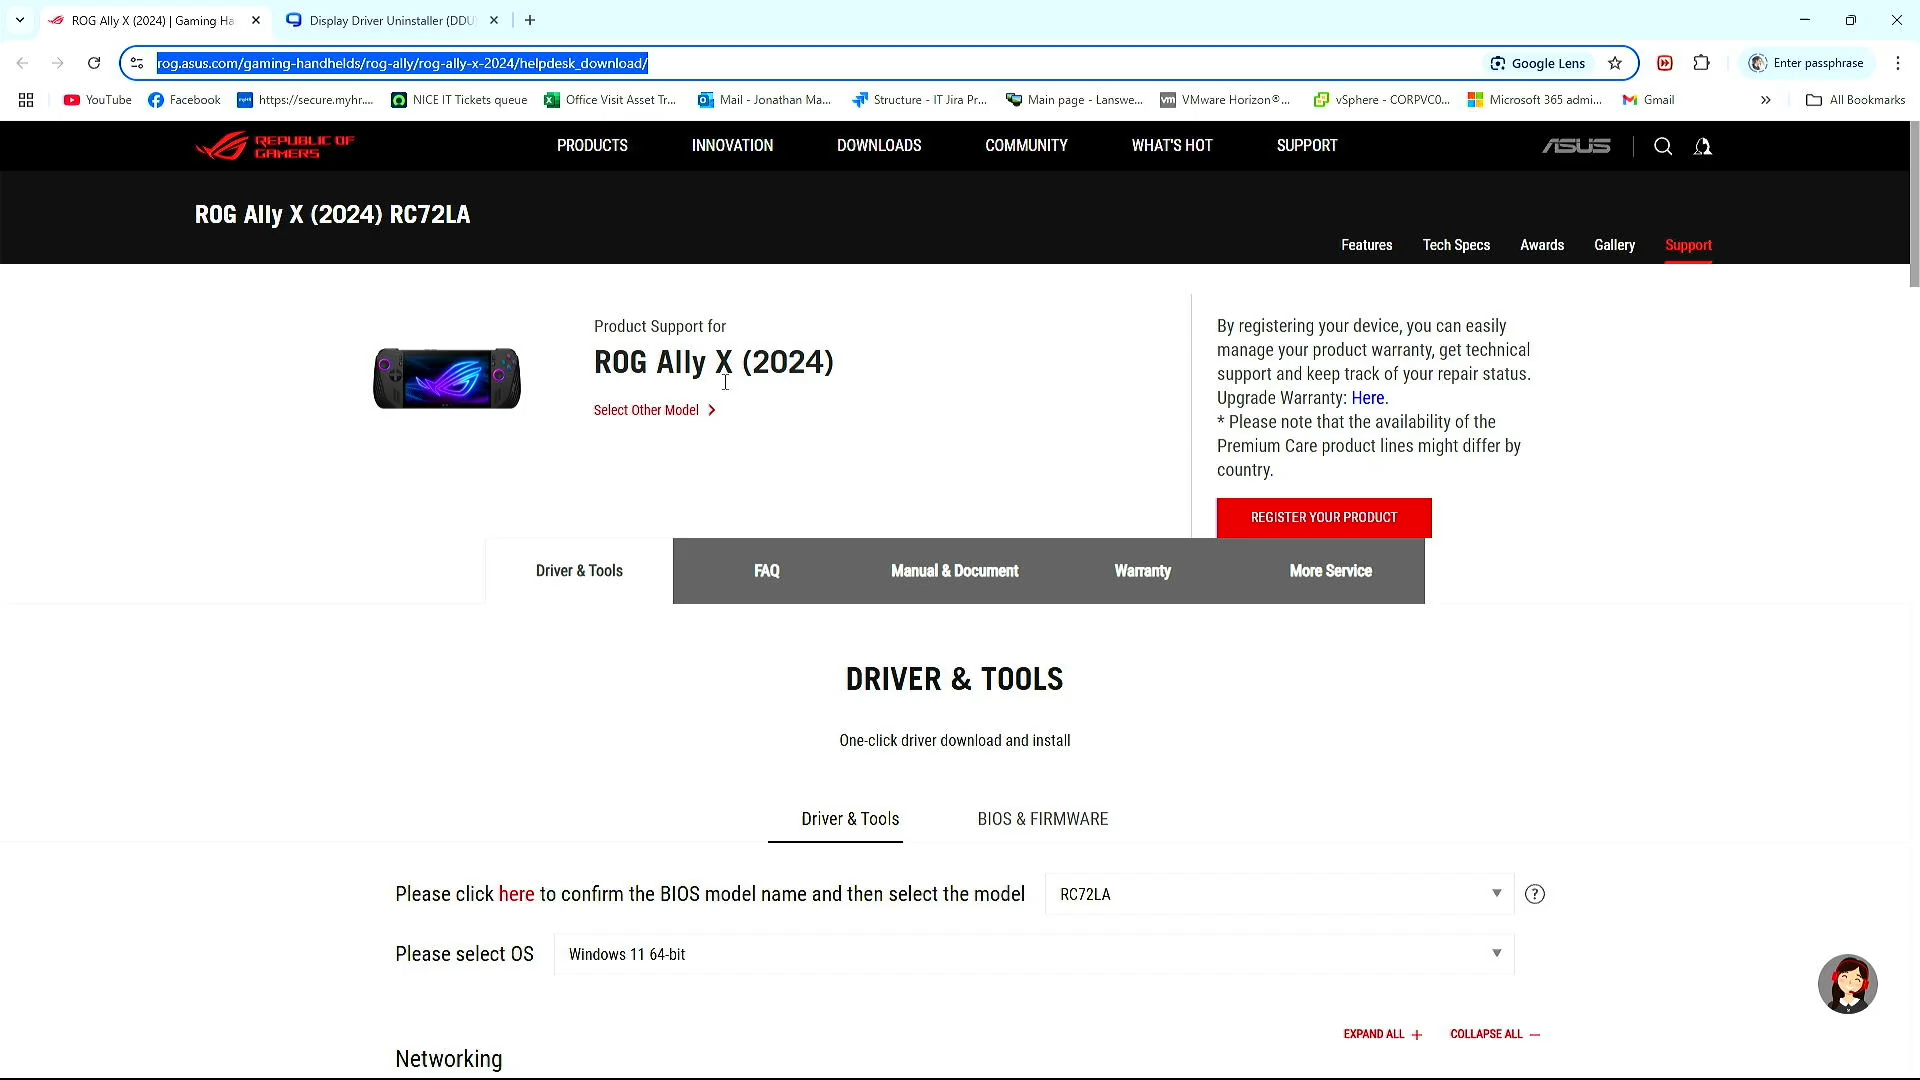 ROG Ally X (2024) | Gaming Ha
Display Driver Uninstaller (DDU
rog.asus.com/gaming-handhelds/rog-ally/rog-ally-x-2024/helpdesk_download/
Google Lens
Enter passphrase
YouTube
Facebook
https://secure.myhr....
NICE IT Tickets queue
Office Visit Asset Tr...
Mail - Jonathan Ma...
Structure - IT Jira Pr...
Main page - Lanswe...
VMware Horizon®...
vSphere - CORPVC0...
Microsoft 365 admi...
Gmail
All Bookmarks
REPUBLIC OF
GAMERS
PRODUCTS
INNOVATION
DOWNLOADS
COMMUNITY
WHAT'S HOT
SUPPORT
ASUS
ROG Ally X (2024) RC72LA
Features
Tech Specs
Awards
Gallery
Support
Product Support for
ROG Ally X (2024)
Select Other Model
By registering your device, you can easily
manage your product warranty, get technical
support and keep track of your repair status.
Upgrade Warranty: Here.
* Please note that the availability of the
Premium Care product lines might differ by
country.
REGISTER YOUR PRODUCT
Driver & Tools
FAQ
Manual & Document
Warranty
More Service
DRIVER & TOOLS
One-click driver download and install
Driver & Tools
BIOS & FIRMWARE
Please click here to confirm the BIOS model name and then select the model
RC72LA
?
Please select OS
Windows 11 64-bit
EXPAND ALL +
COLLAPSE ALL −
Networking